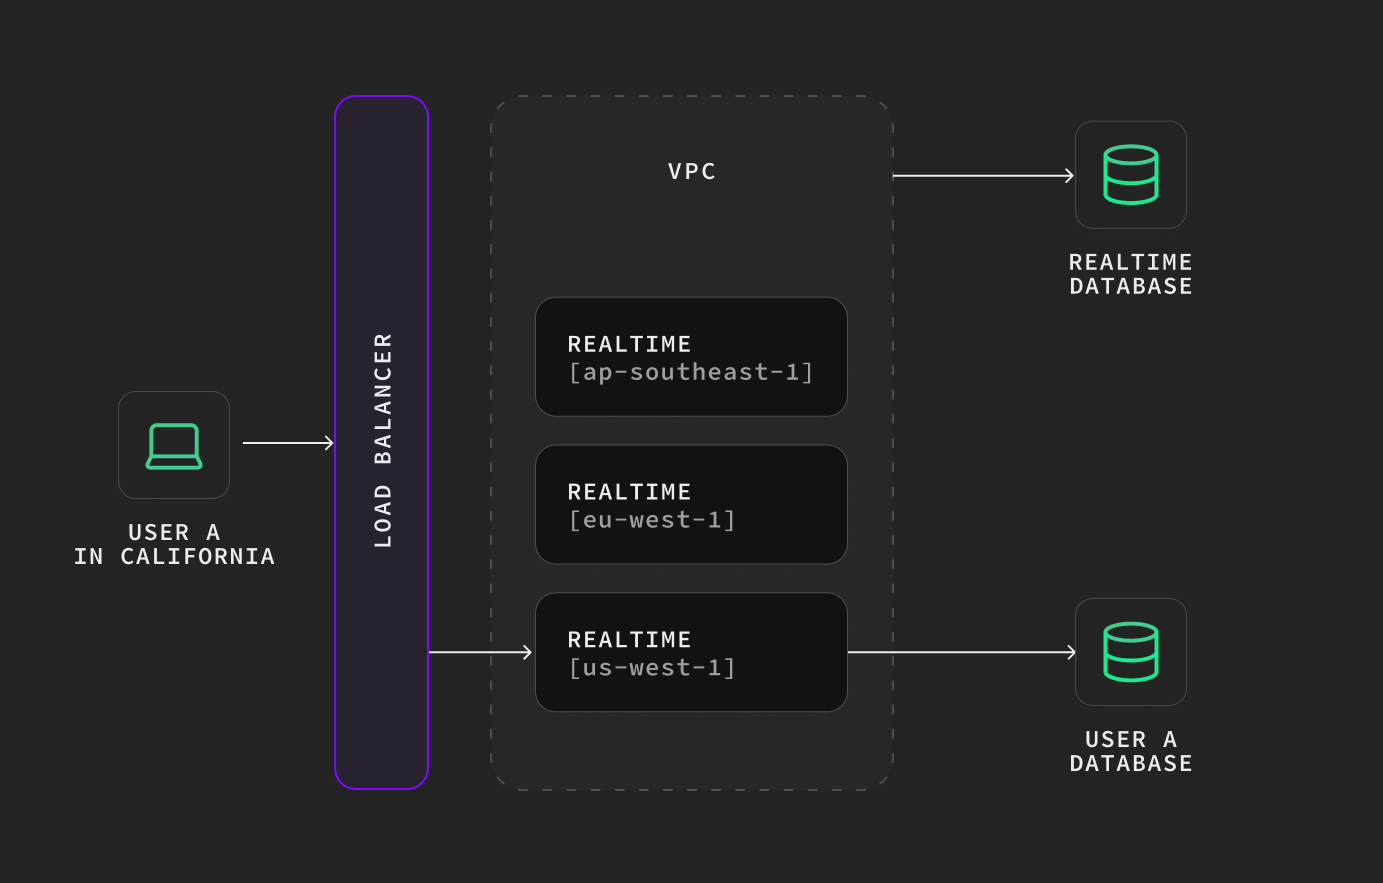 VPC
REALTIME
DATABASE
REALTIME
[ap-southeast-1]
LOAD BALANCER
REALTIME
[eu-west-1]
USER A
IN CALIFORNIA
REALTIME
[us-west-1]
USER A
DATABASE